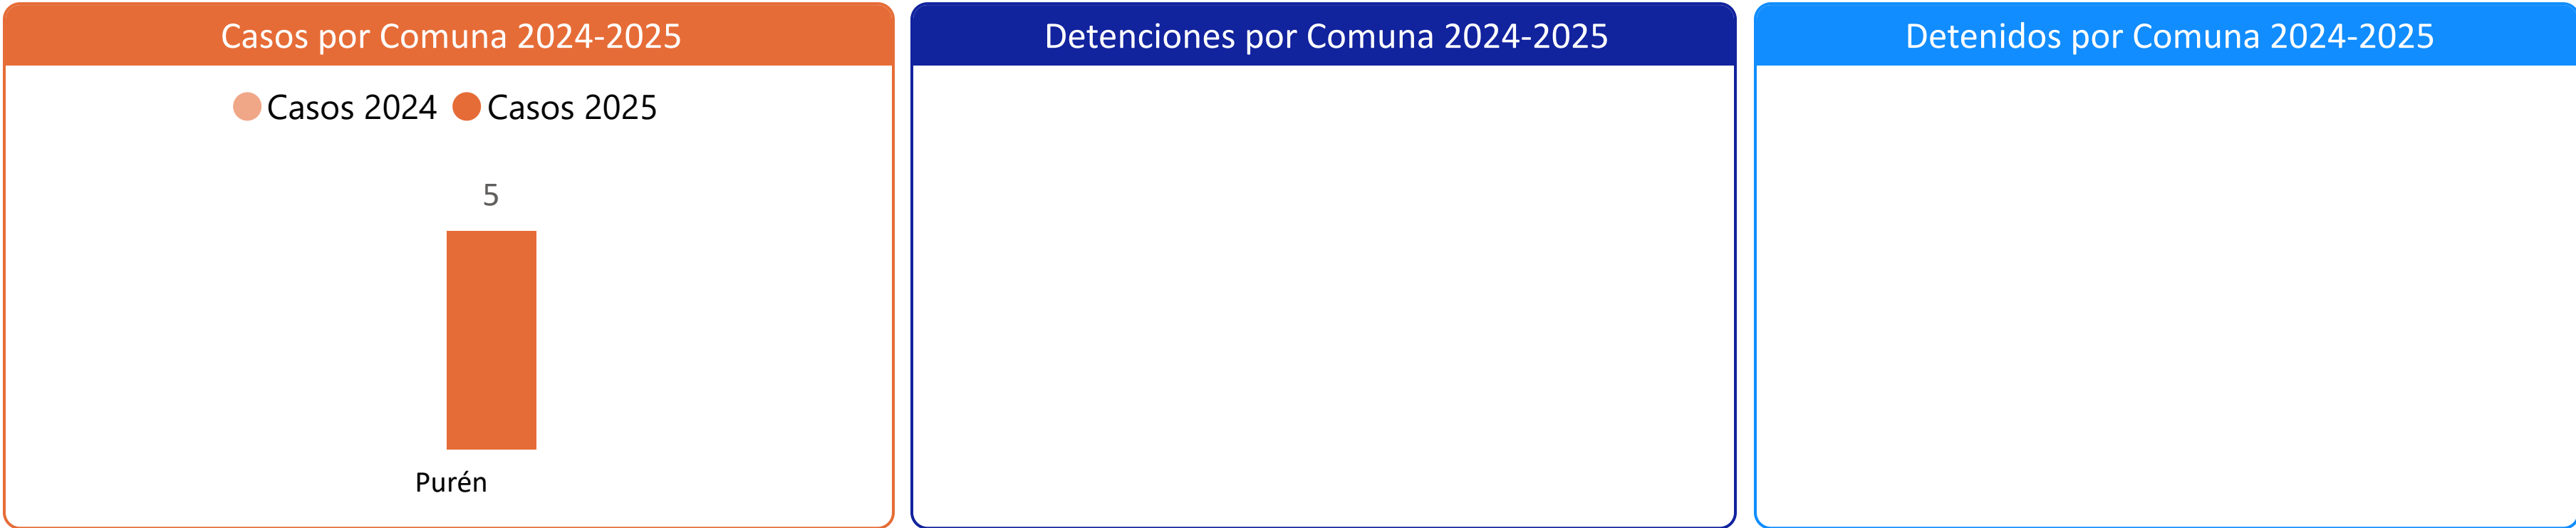 Casos por Comuna 2024-2025
Casos 2024 Casos 2025
5
Purén
Detenciones por Comuna 2024-2025
Detenidos por Comuna 2024-2025